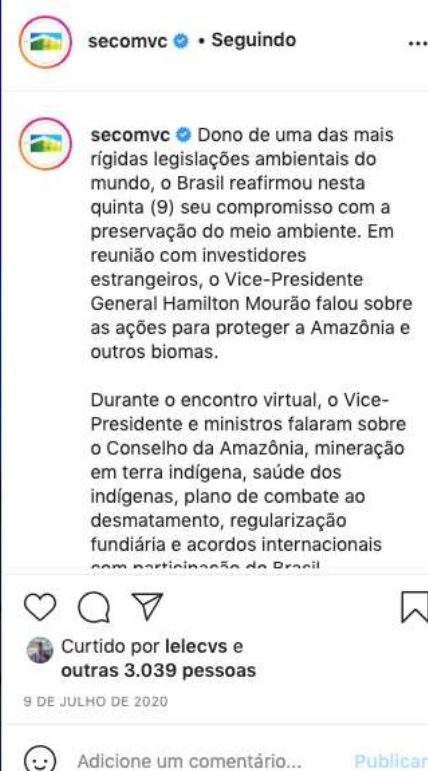 secomvc • Seguindo
secomvc Dono de uma das mais
rígidas legislações ambientais do
mundo, o Brasil reafirmou nesta
quinta (9) seu compromisso com a
preservação do meio ambiente. Em
reunião com investidores
estrangeiros, o Vice-Presidente
General Hamilton Mourão falou sobre
as ações para proteger a Amazônia e
outros biomas.
Durante o encontro virtual, o Vice-
Presidente e ministros falaram sobre
o Conselho da Amazônia, mineração
em terra indígena, saúde dos
indígenas, plano de combate ao
desmatamento, regularização
fundiária e acordos internacionais
com participação do Brasil
Curtido por lelecvs e
outras 3.039 pessoas
9 DE JULHO DE 2020
Adicione um comentário... Publicar